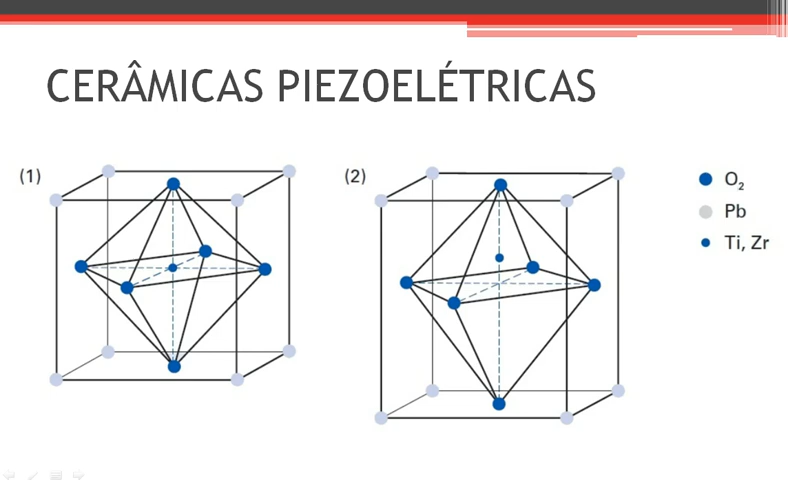 CERÂMICAS PIEZOELÉTRICAS
(1)
(2)
O₂
Pb
Ti, Zr